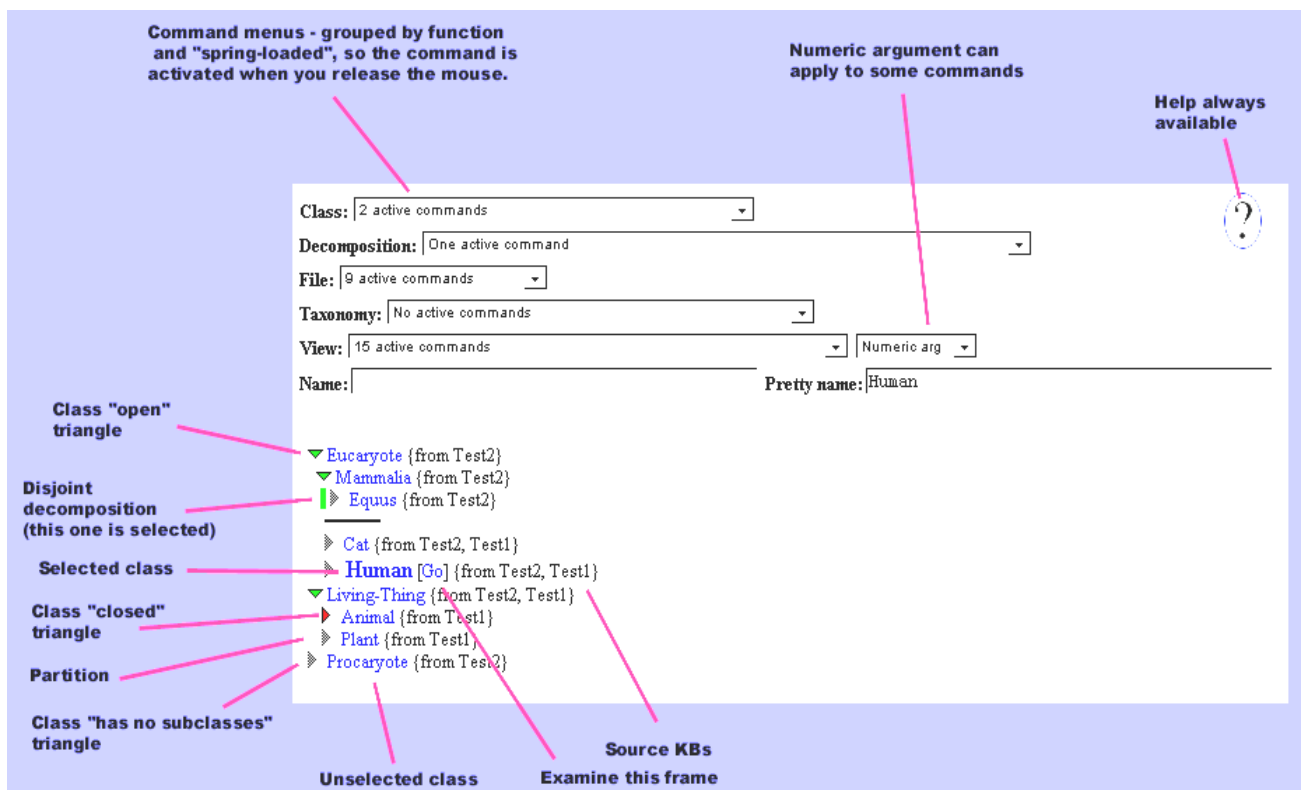 Command menus - grouped by function
and "spring-loaded", so the command is
activated when you release the mouse.
Numeric argument can
apply to some commands
Help always
available
Class: 2 active commands
?
Decomposition: One active command
File: 9 active commands
Taxonomy: No active commands
View: 15 active commands Numeric arg
Name: Pretty name: Human
Class "open"
triangle
Eucaryote {from Test2}
Mammalia {from Test2}
Disjoint
decomposition
(this one is selected)
Equus {from Test2}
Cat {from Test2, Test1}
Selected class
Human [Go] {from Test2, Test1}
Living-Thing {from Test2, Test1}
Class "closed"
triangle
Animal {from Test1}
Plant {from Test1}
Partition
Procaryote {from Test2}
Class "has no subclasses"
triangle
Source KBs
Unselected class
Examine this frame